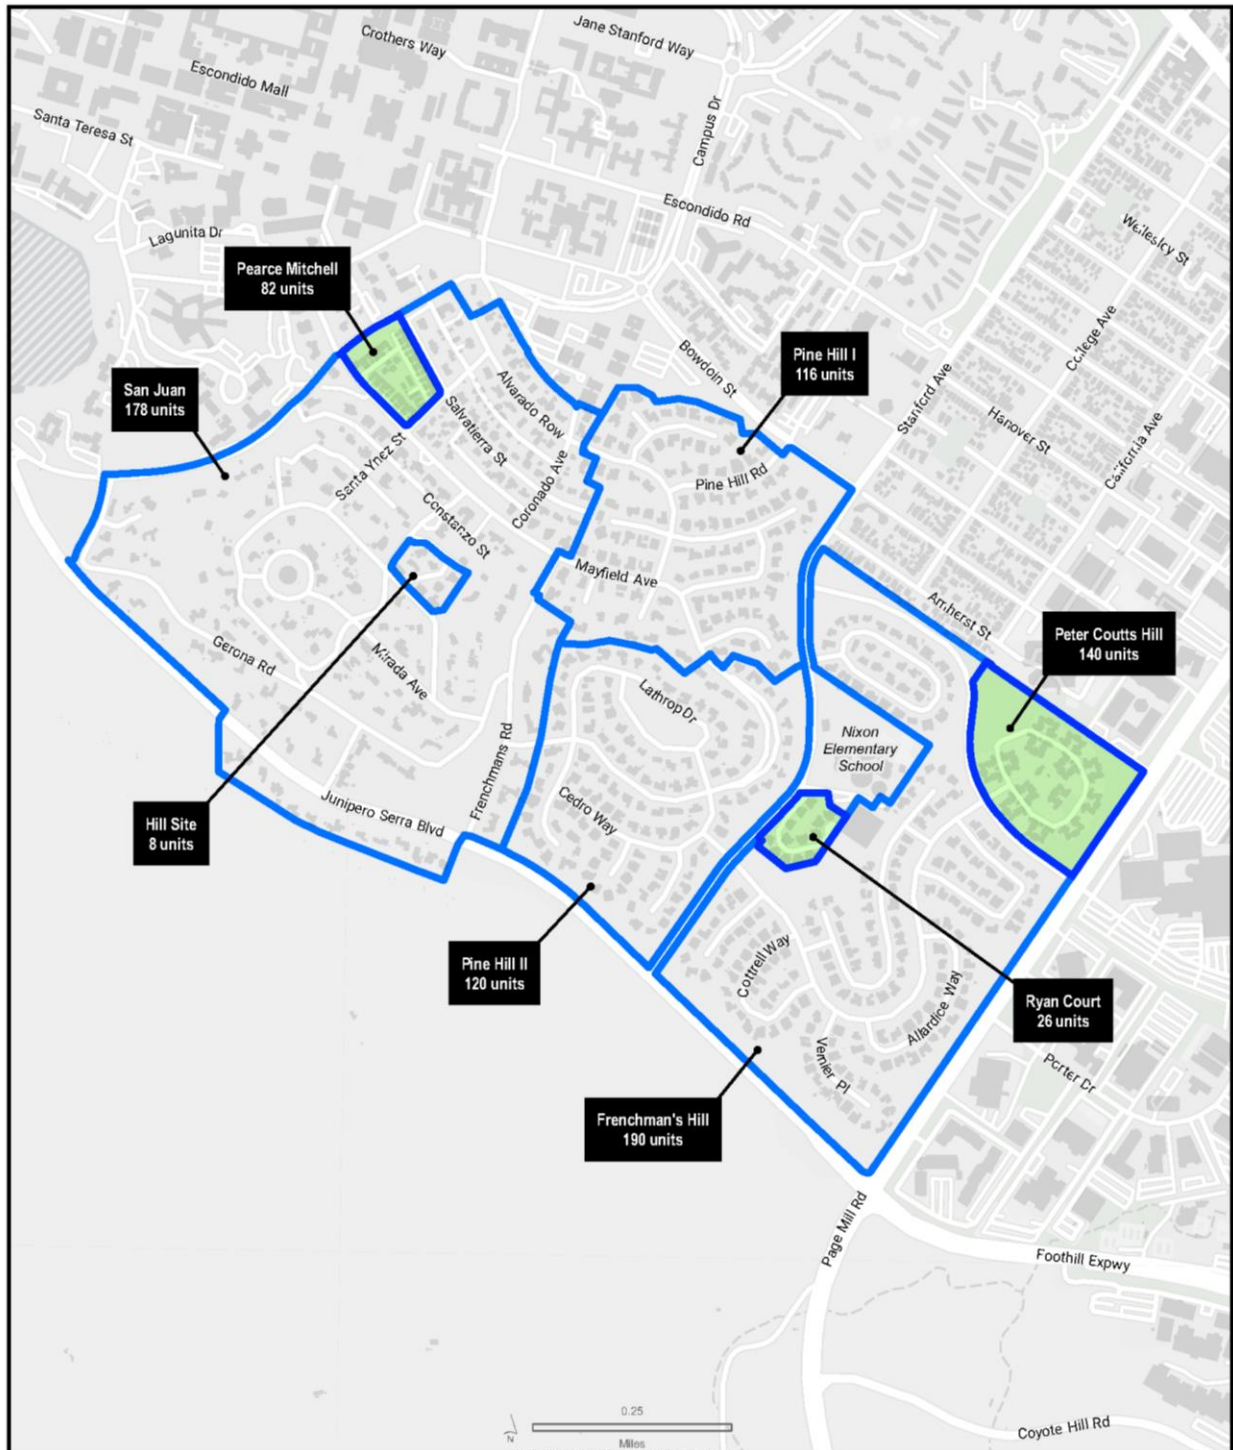 Jane Stanford Way
Crothers Way
Escondido Mall
Santa Teresa St
Campus Dr
Escondido Rd
Wellesley St
Lagunita Dr
Pearce Mitchell
82 units
College Ave
Bowdoin St
Pine Hill I
116 units
Stanford Ave
San Juan
178 units
Alvarado Row
Hanover St
California Ave
Salvatierra St
Santa Ynez St
Pine Hill Rd
Coronado Ave
Constanzo St
Mayfield Ave
Amherst St
Peter Coutts Hill
140 units
Gerona Rd
Mirada Ave
Lathrop Dr
Nixon
Elementary
School
Frenchmans Rd
Junipero Serra Blvd
Cedro Way
Hill Site
8 units
Pine Hill II
120 units
Cottrell Way
Allardice Way
Ryan Court
26 units
Vernier Pl
Porter Dr
Frenchman's Hill
190 units
Page Mill Rd
Foothill Expwy
Coyote Hill Rd
N
0.25
Miles